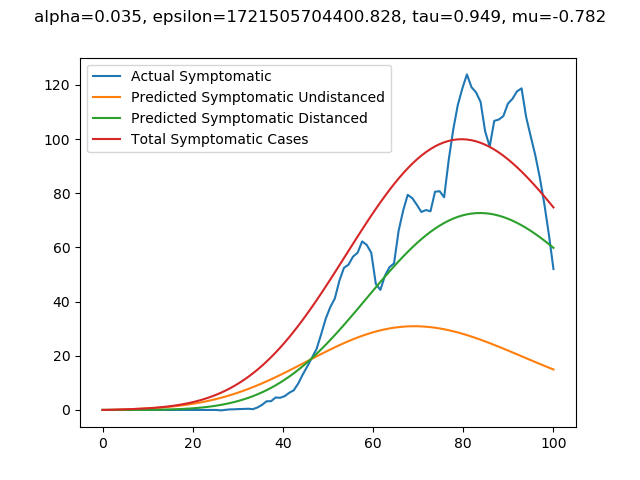 alpha=0.035, epsilon=1721505704400.828, tau=0.949, mu=-0.782
Actual Symptomatic
Predicted Symptomatic Undistanced
Predicted Symptomatic Distanced
Total Symptomatic Cases
120
100
80
60
40
20
0
0 20 40 60 80 100